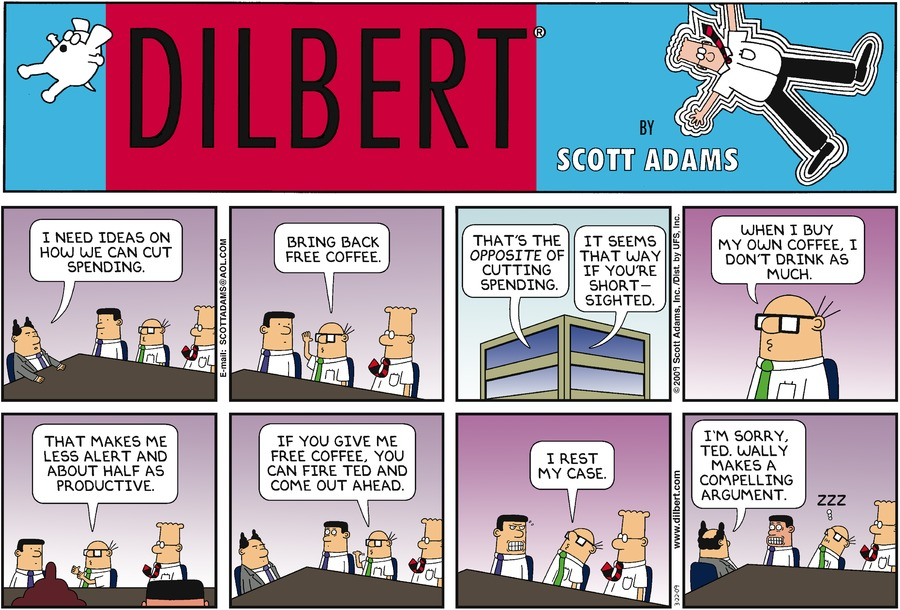 DILBERT®
BY
SCOTT ADAMS
I NEED IDEAS ON
HOW WE CAN CUT
SPENDING.
E-mail: SCOTTADAMS@AOL.COM
BRING BACK
FREE COFFEE.
THAT'S THE
OPPOSITE OF
CUTTING
SPENDING.
IT SEEMS
THAT WAY
IF YOU'RE
SHORT-
SIGHTED.
© 2009 Scott Adams, Inc./Dist. by UFS, Inc.
WHEN I BUY
MY OWN COFFEE, I
DON'T DRINK AS
MUCH.
THAT MAKES ME
LESS ALERT AND
ABOUT HALF AS
PRODUCTIVE.
IF YOU GIVE ME
FREE COFFEE, YOU
CAN FIRE TED AND
COME OUT AHEAD.
I REST
MY CASE.
www.dilbert.com
3-22-09
I'M SORRY,
TED. WALLY
MAKES A
COMPELLING
ARGUMENT.
ZZZ